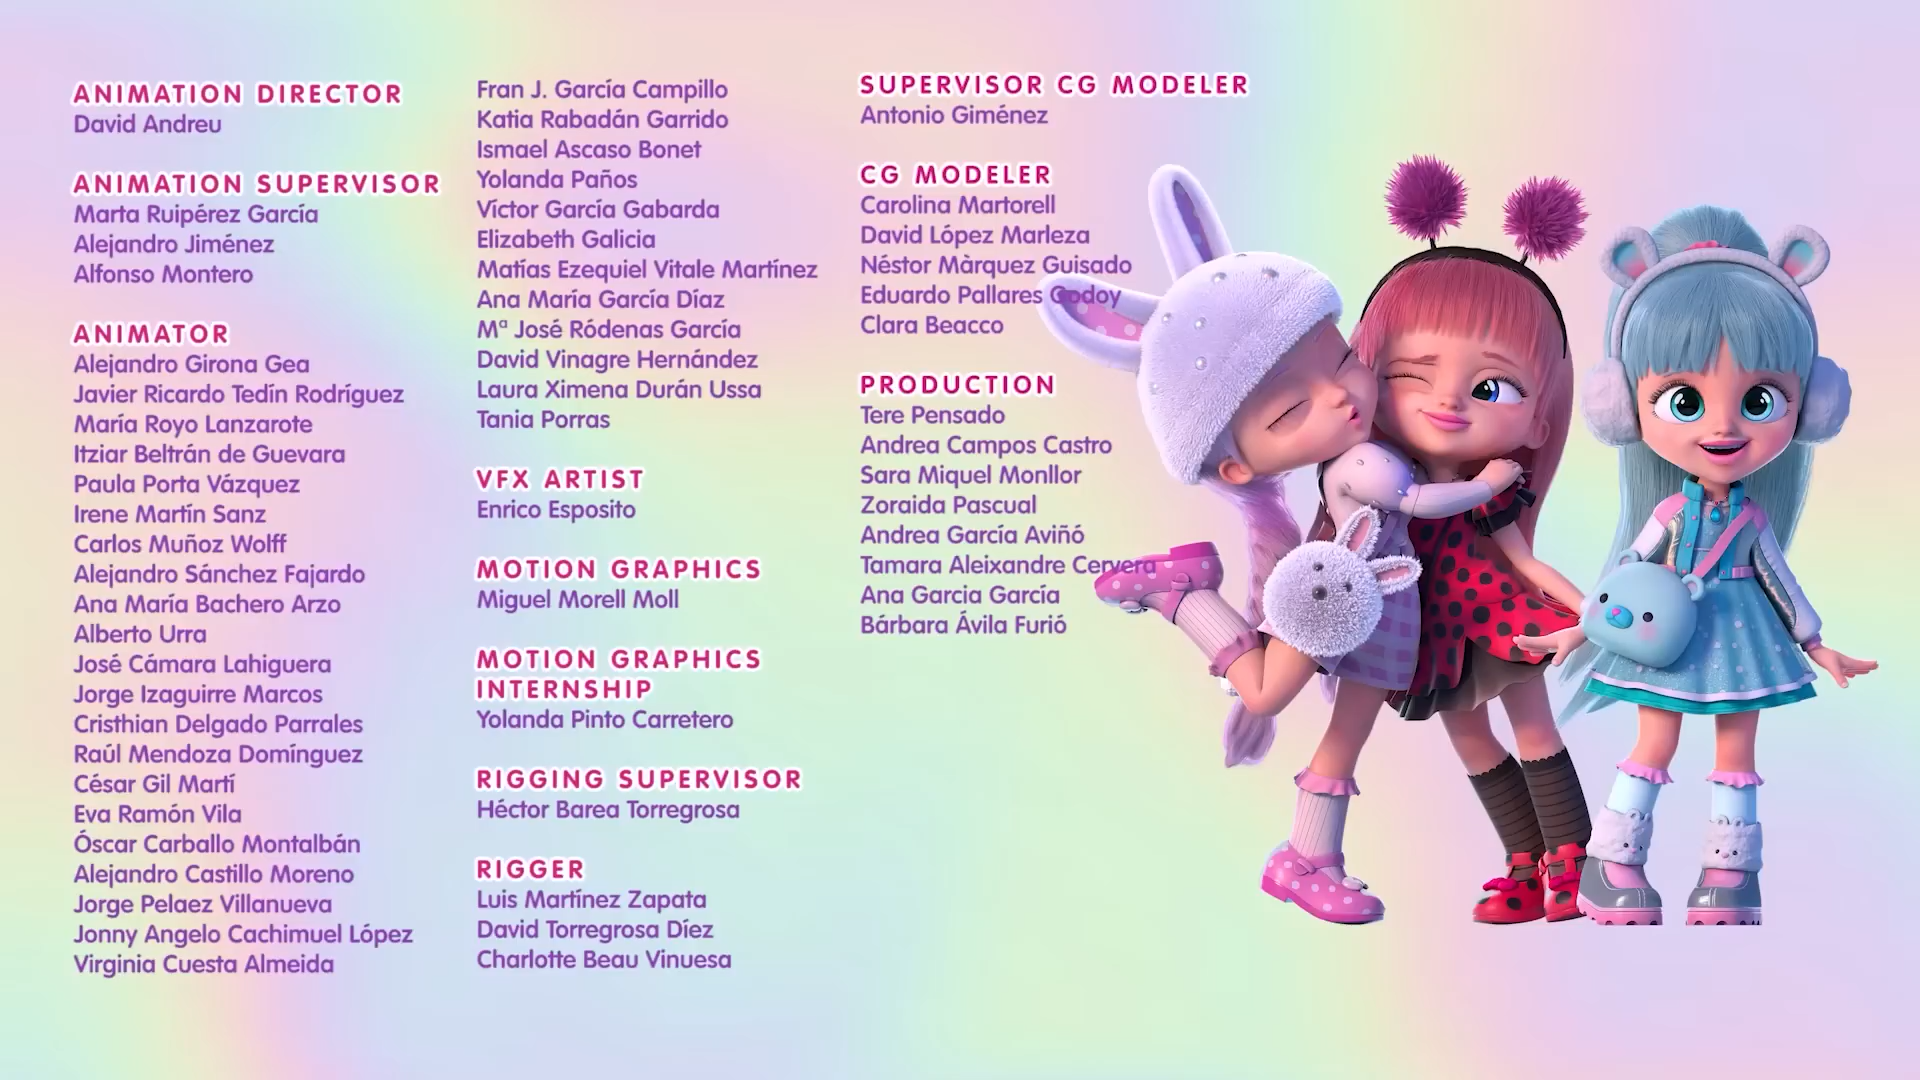 ANIMATION DIRECTOR
David Andreu
ANIMATION SUPERVISOR
Marta Ruipérez García
Alejandro Jiménez
Alfonso Montero
ANIMATOR
Alejandro Girona Gea
Javier Ricardo Tedín Rodríguez
María Royo Lanzarote
Itziar Beltrán de Guevara
Paula Porta Vázquez
Irene Martín Sanz
Carlos Muñoz Wolff
Alejandro Sánchez Fajardo
Ana María Bachero Arzo
Alberto Urra
José Cámara Lahiguera
Jorge Izaguirre Marcos
Cristhian Delgado Parrales
Raúl Mendoza Domínguez
César Gil Martí
Eva Ramón Vila
Óscar Carballo Montalbán
Alejandro Castillo Moreno
Jorge Pelaez Villanueva
Jonny Angelo Cachimuel López
Virginia Cuesta Almeida
Fran J. García Campillo
Katia Rabadán Garrido
Ismael Ascaso Bonet
Yolanda Paños
Víctor García Gabarda
Elizabeth Galicia
Matías Ezequiel Vitale Martínez
Ana María García Díaz
Mª José Ródenas García
David Vinagre Hernández
Laura Ximena Durán Ussa
Tania Porras
VFX ARTIST
Enrico Esposito
MOTION GRAPHICS
Miguel Morell Moll
MOTION GRAPHICS
INTERNSHIP
Yolanda Pinto Carretero
RIGGING SUPERVISOR
Héctor Barea Torregrosa
RIGGER
Luis Martínez Zapata
David Torregrosa Díez
Charlotte Beau Vinuesa
SUPERVISOR CG MODELER
Antonio Giménez
CG MODELER
Carolina Martorell
David López Marleza
Néstor Màrquez Guisado
Eduardo Pallares Godoy
Clara Beacco
PRODUCTION
Tere Pensado
Andrea Campos Castro
Sara Miquel Monllor
Zoraida Pascual
Andrea García Aviñó
Tamara Aleixandre Cervera
Ana Garcia García
Bárbara Ávila Furió